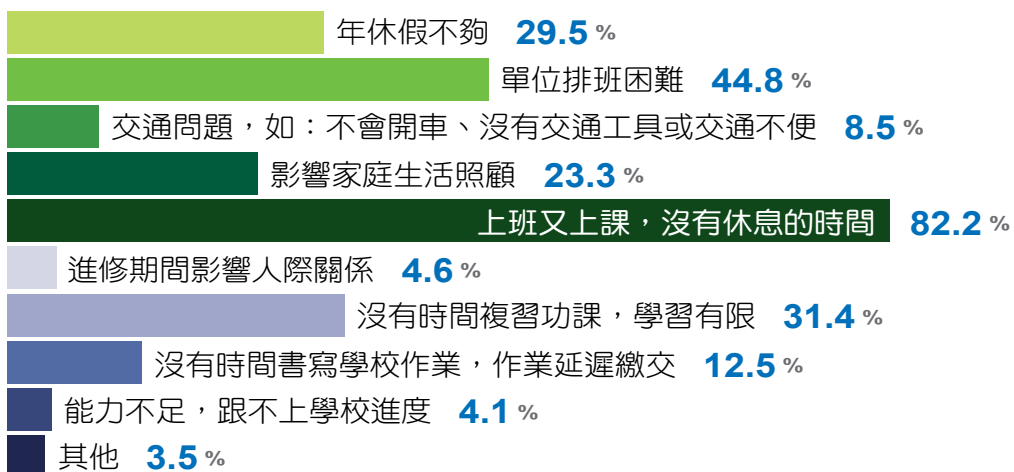 年休假不夠 29.5 %
單位排班困難 44.8 %
交通問題，如：不會開車、沒有交通工具或交通不便 8.5 %
影響家庭生活照顧 23.3 %
上班又上課，沒有休息的時間 82.2 %
進修期間影響人際關係 4.6 %
沒有時間複習功課，學習有限 31.4 %
沒有時間書寫學校作業，作業延遲繳交 12.5 %
能力不足，跟不上學校進度 4.1 %
其他 3.5 %